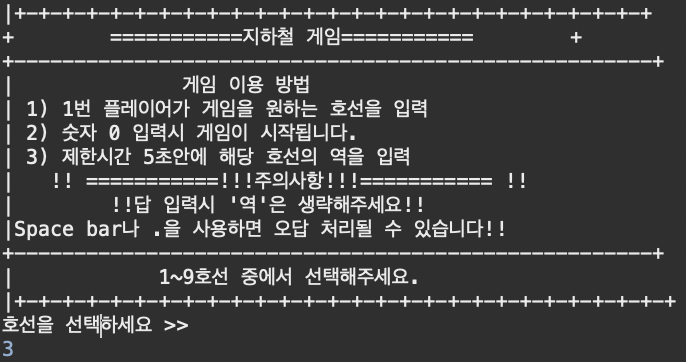 |+-+-+-+-+-+-+-+-+-+-+-+-+-+-+-+-+-+-+-+-+-+-+-+-+-+-+
+        ===========지하철 게임===========        +
+-----------------------------------------------------+
|              게임 이용 방법
| 1) 1번 플레이어가 게임을 원하는 호선을 입력
| 2) 숫자 0 입력시 게임이 시작됩니다.
| 3) 제한시간 5초안에 해당 호선의 역을 입력
|   !! ===========!!!주의사항!!!=========== !!
|        !!답 입력시 '역'은 생략해주세요!!
|Space bar나 .을 사용하면 오답 처리될 수 있습니다!!
+-----------------------------------------------------+
|            1~9호선 중에서 선택해주세요.
|+-+-+-+-+-+-+-+-+-+-+-+-+-+-+-+-+-+-+-+-+-+-+-+-+-+-+-+
호선을 선택하세요 >>
3